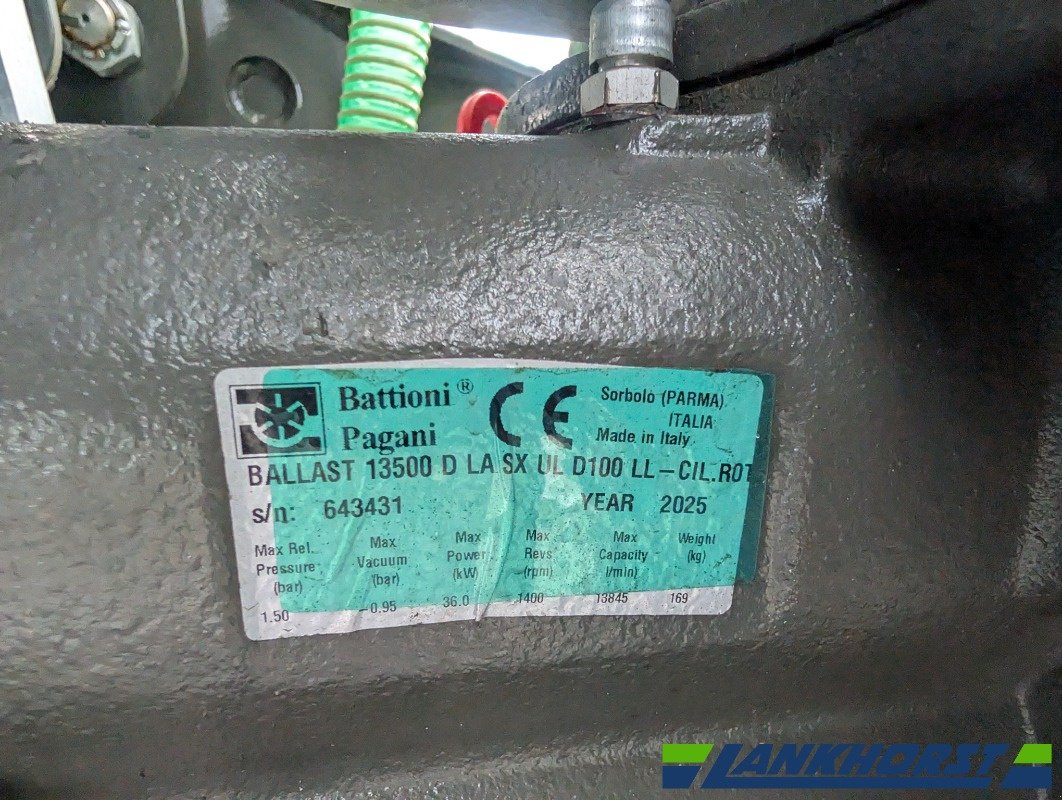 Battioni ®
Pagani
CE
Sorbolo (PARMA)
ITALIA
Made in Italy
BALLAST 13500 D LA SX UL D100 LL-CIL.ROT
s/n: 643431 YEAR 2025
Max Rel. Pressure (bar)
Max Vacuum (bar)
Max Power (kW)
Max Revs (rpm)
Max Capacity l/min)
Weight (kg)
1.50 -0.95 36.0 1400 13845 169
LANKHORST